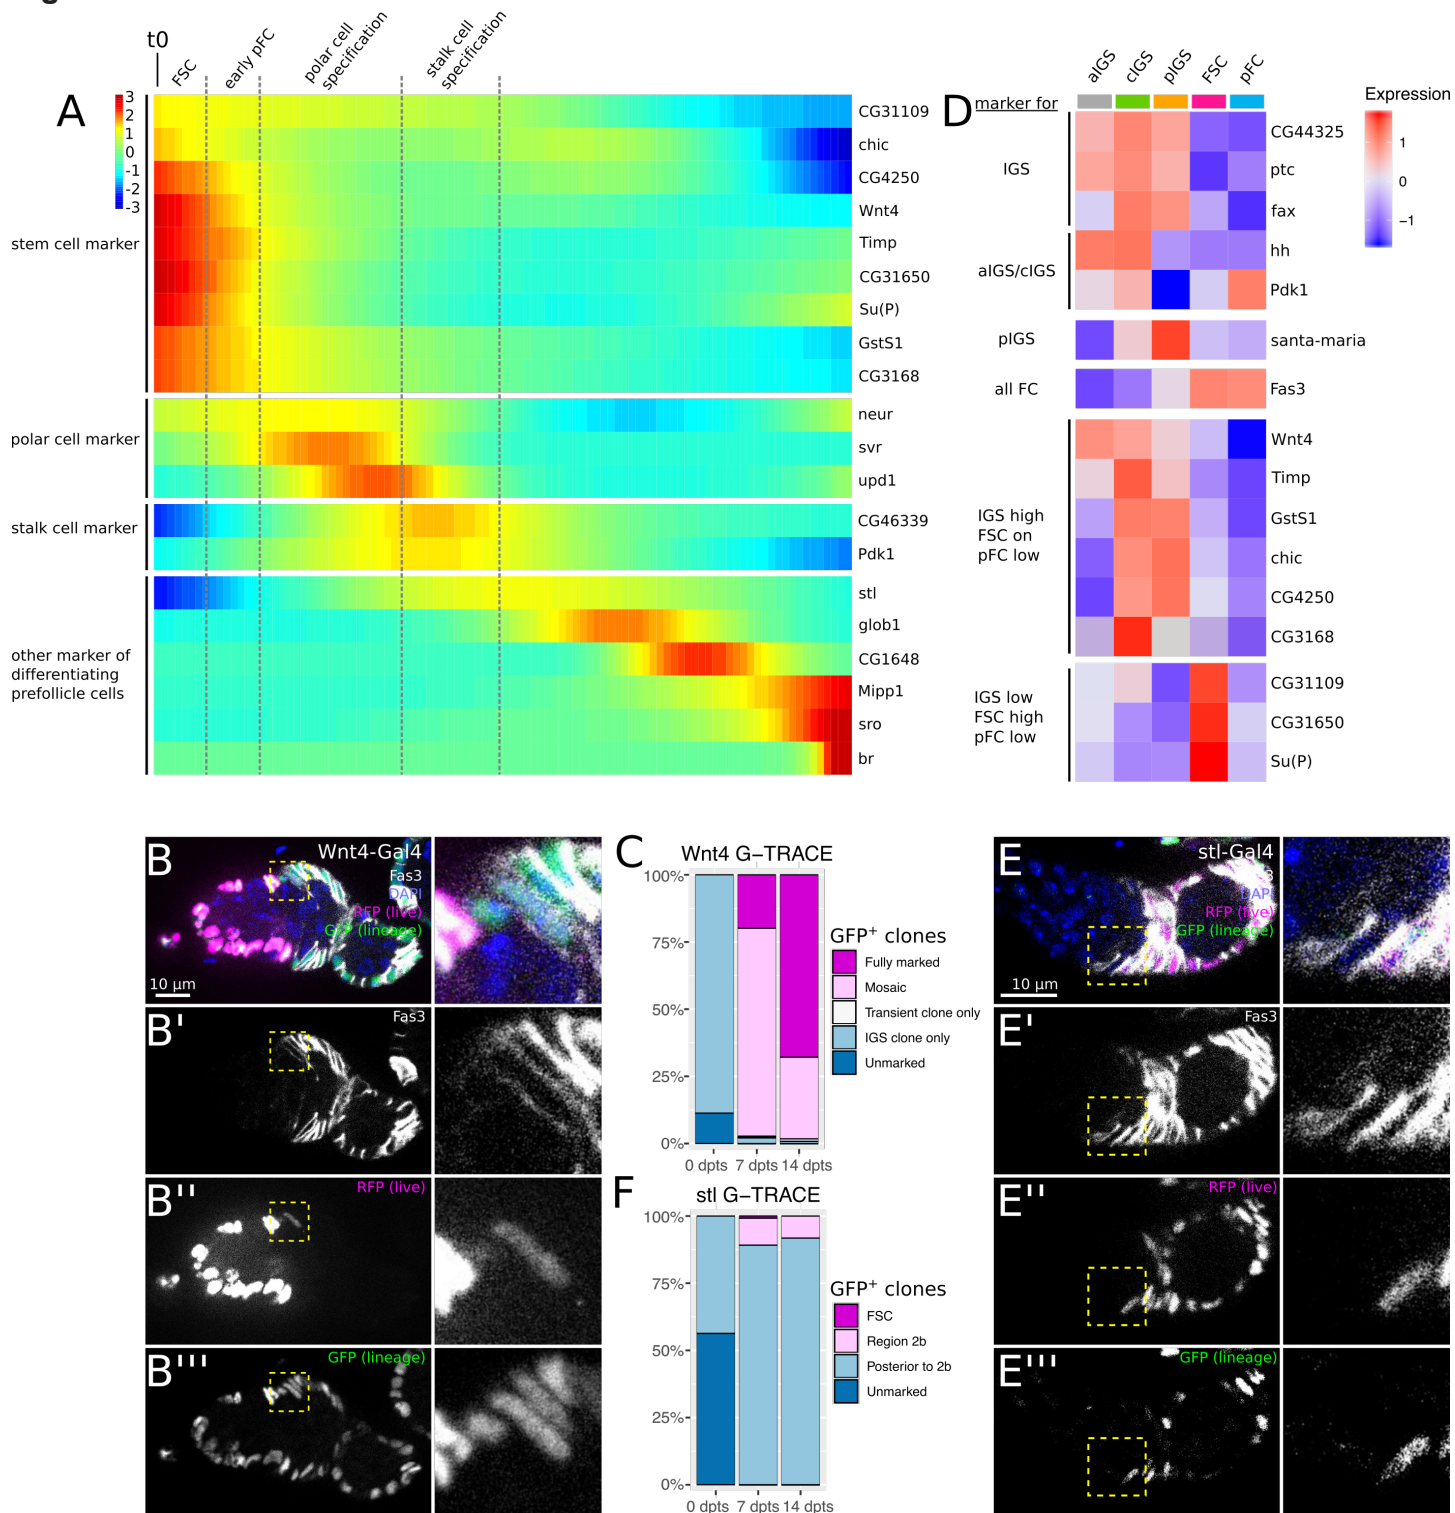 t0
FSC
early pFC
polar cell
specification
stalk cell
specification
A
3
2
1
0
-1
-2
-3
stem cell marker
CG31109
chic
CG4250
Wnt4
Timp
CG31650
Su(P)
GstS1
CG3168
polar cell marker
neur
svr
upd1
stalk cell marker
CG46339
Pdk1
other marker of
differentiating
prefollicle cells
stl
glob1
CG1648
Mipp1
sro
br
D
marker for
aIGS
cIGS
pIGS
FSC
pFC
Expression
1
0
−1
IGS
CG44325
ptc
fax
aIGS/cIGS
hh
Pdk1
pIGS
santa-maria
all FC
Fas3
IGS high
FSC on
pFC low
Wnt4
Timp
GstS1
chic
CG4250
CG3168
IGS low
FSC high
pFC low
CG31109
CG31650
Su(P)
B
Wnt4-Gal4
Fas3
DAPI
RFP (live)
GFP (lineage)
10 µm
B'
Fas3
B''
RFP (live)
B'''
GFP (lineage)
C
Wnt4 G−TRACE
100%
75%
50%
25%
0%
0 dpts
7 dpts
14 dpts
GFP⁺ clones
Fully marked
Mosaic
Transient clone only
IGS clone only
Unmarked
F
stl G−TRACE
100%
75%
50%
25%
0%
0 dpts
7 dpts
14 dpts
GFP⁺ clones
FSC
Region 2b
Posterior to 2b
Unmarked
E
stl-Gal4
RFP (live)
GFP (lineage)
10 µm
E'
Fas3
E''
RFP (live)
E'''
GFP (lineage)